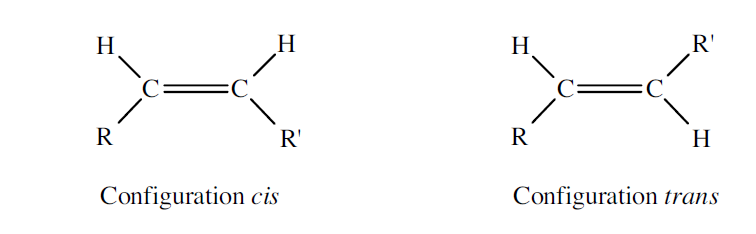 H H H R'
C C C C
R R' R H
Configuration cis Configuration trans